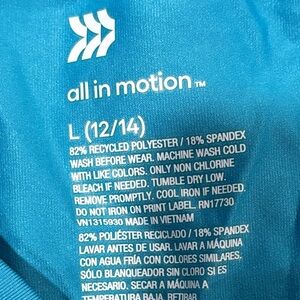 all in motion™
L (12/14)
82% RECYCLED POLYESTER / 18% SPANDEX
WASH BEFORE WEAR. MACHINE WASH COLD
WITH LIKE COLORS. ONLY NON CHLORINE
BLEACH IF NEEDED. TUMBLE DRY LOW.
REMOVE PROMPTLY. COOL IRON IF NEEDED.
DO NOT IRON ON PRINT LABEL. RN17730
VN1315930 MADE IN VIETNAM
82% POLIÉSTER RECICLADO / 18% SPANDEX
LAVAR ANTES DE USAR. LAVAR A MÁQUINA
CON AGUA FRÍA CON COLORES SIMILARES.
SÓLO BLANQUEADOR SIN CLORO SI ES
NECESARIO. SECAR A MÁQUINA A
TEMPERATURA BAJA. RETIRAR